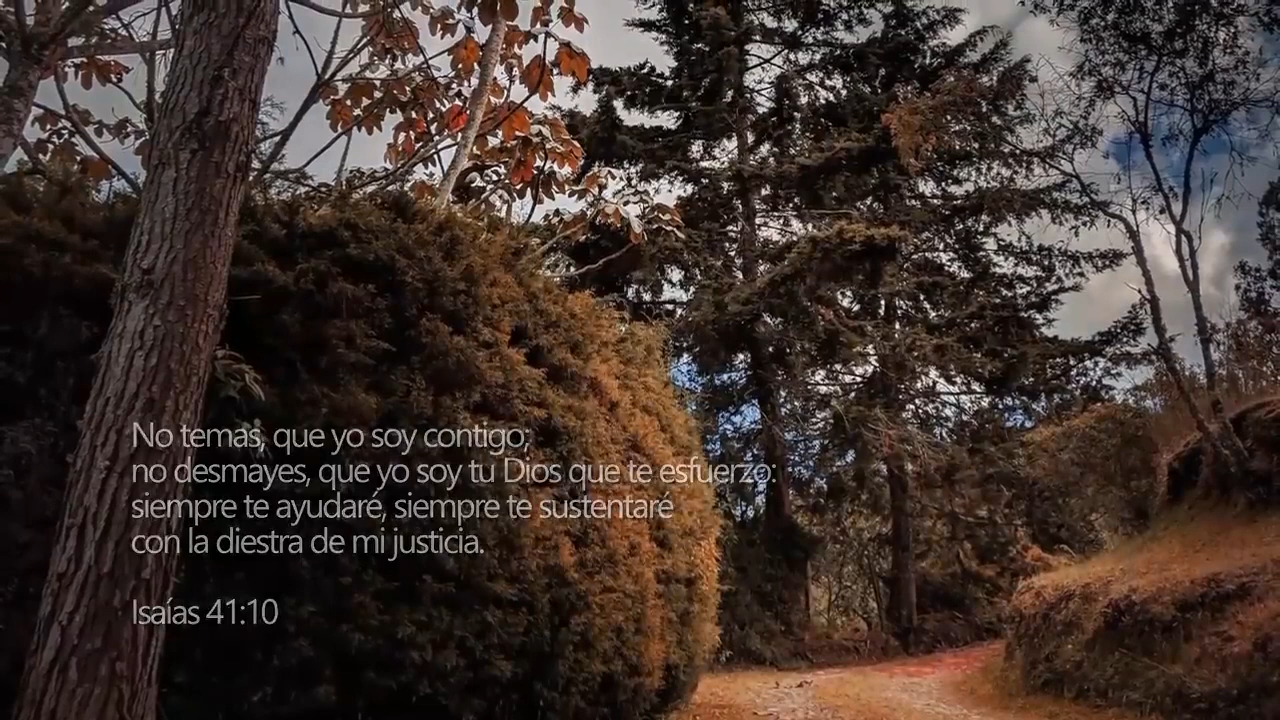 No temas, que yo soy contigo;
no desmayes, que yo soy tu Dios que te esfuerzo:
siempre te ayudaré, siempre te sustentaré
con la diestra de mi justicia.
Isaías 41:10